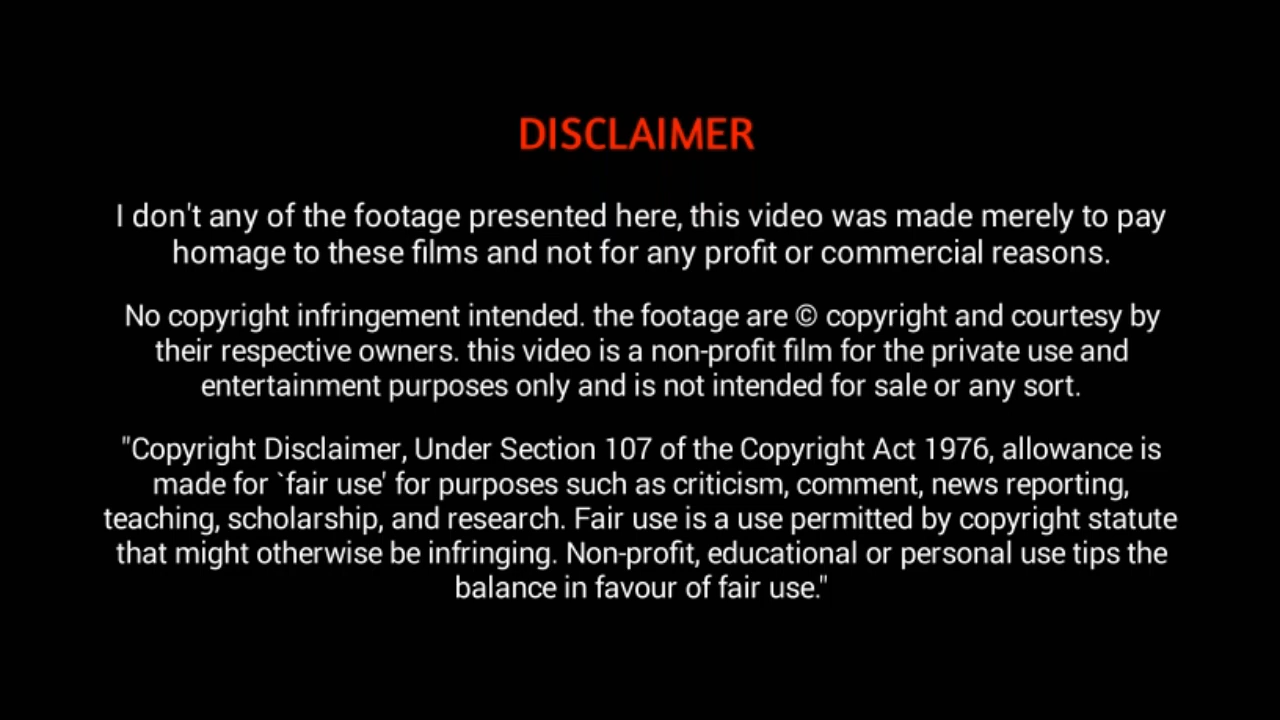 DISCLAIMER
I don't any of the footage presented here, this video was made merely to pay
homage to these films and not for any profit or commercial reasons.
No copyright infringement intended. the footage are © copyright and courtesy by
their respective owners. this video is a non-profit film for the private use and
entertainment purposes only and is not intended for sale or any sort.
"Copyright Disclaimer, Under Section 107 of the Copyright Act 1976, allowance is
made for `fair use' for purposes such as criticism, comment, news reporting,
teaching, scholarship, and research. Fair use is a use permitted by copyright statute
that might otherwise be infringing. Non-profit, educational or personal use tips the
balance in favour of fair use."